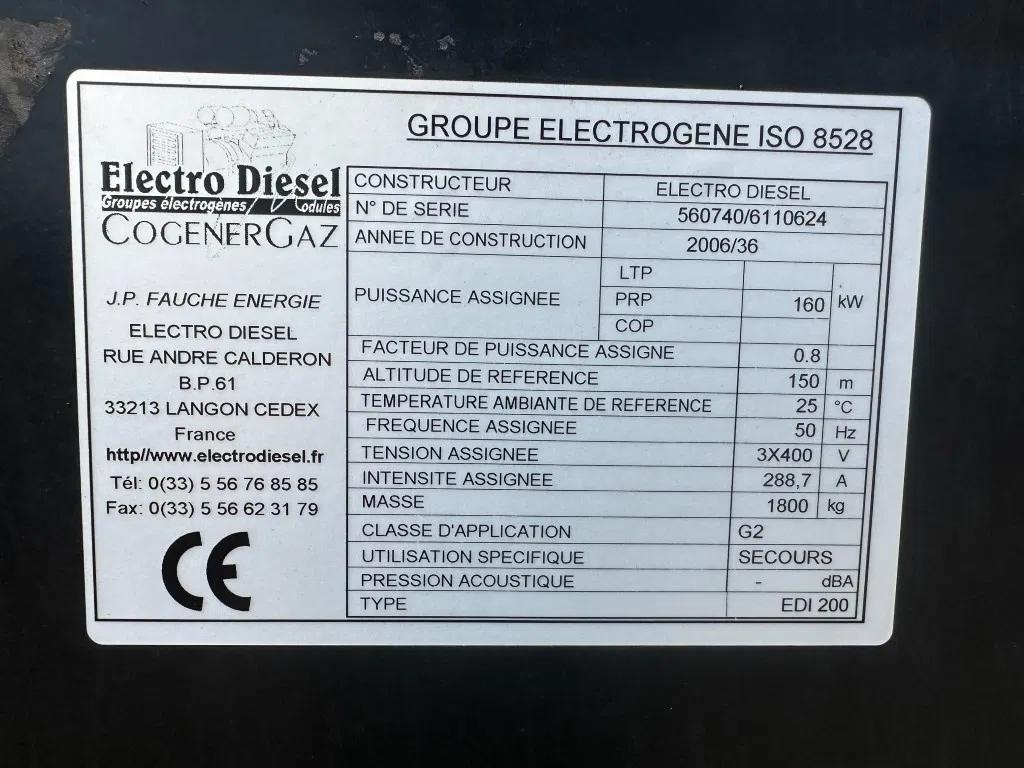 GROUPE ELECTROGENE ISO 8528
Electro Diesel
Groupes électrogènes / Modules
COGENERGAZ
J.P. FAUCHE ENERGIE
ELECTRO DIESEL
RUE ANDRE CALDERON
B.P.61
33213 LANGON CEDEX
France
http//www.electrodiesel.fr
Tél: 0(33) 5 56 76 85 85
Fax: 0(33) 5 56 62 31 79
CE
CONSTRUCTEUR ELECTRO DIESEL
N° DE SERIE 560740/6110624
ANNEE DE CONSTRUCTION 2006/36
PUISSANCE ASSIGNEE
LTP
PRP 160 kW
COP
FACTEUR DE PUISSANCE ASSIGNE 0.8
ALTITUDE DE REFERENCE 150 m
TEMPERATURE AMBIANTE DE REFERENCE 25 °C
FREQUENCE ASSIGNEE 50 Hz
TENSION ASSIGNEE 3X400 V
INTENSITE ASSIGNEE 288,7 A
MASSE 1800 kg
CLASSE D'APPLICATION G2
UTILISATION SPECIFIQUE SECOURS
PRESSION ACOUSTIQUE - dBA
TYPE EDI 200